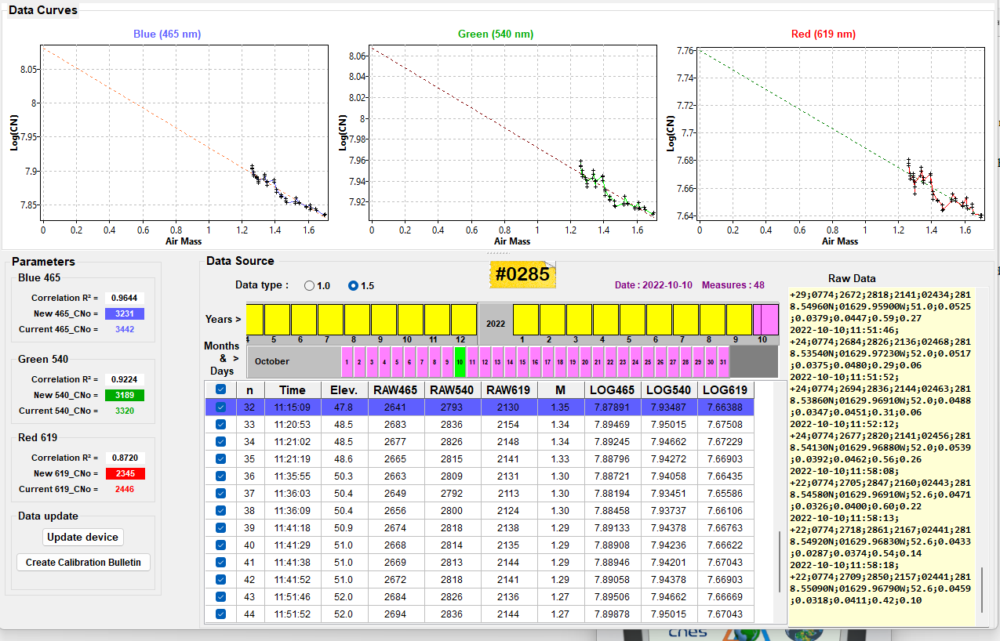 Data Curves
Blue (465 nm)
Log(CN)
8.05
8
7.95
7.9
7.85
0 0.2 0.4 0.6 0.8 1 1.2 1.4 1.6
Air Mass
Green (540 nm)
Log(CN)
8.06
8.04
8.02
8
7.98
7.96
7.94
7.92
0 0.2 0.4 0.6 0.8 1 1.2 1.4 1.6
Air Mass
Red (619 nm)
Log(CN)
7.76
7.74
7.72
7.7
7.68
7.66
7.64
0 0.2 0.4 0.6 0.8 1 1.2 1.4 1.6
Air Mass
Parameters
Blue 465
Correlation R² = 0.9644
New 465_CNo = 3231
Current 465_CNo = 3442
Green 540
Correlation R² = 0.9224
New 540_CNo = 3189
Current 540_CNo = 3320
Red 619
Correlation R² = 0.8720
New 619_CNo = 2345
Current 619_CNo = 2446
Data update
Update device
Create Calibration Bulletin
Data Source
Data type : 1.0 1.5
#0285
Date : 2022-10-10 Measures : 48
Years > 2022
4 5 6 7 8 9 10 11 12 1 2 3 4 5 6 7 8 9 10
Months
& >
Days
October 1 2 3 4 5 6 7 8 9 10 11 12 13 14 15 16 17 18 19 20 21 22 23 24 25 26 27 28 29 30 31
n Time Elev. RAW465 RAW540 RAW619 M LOG465 LOG540 LOG619
32 11:15:09 47.8 2641 2793 2130 1.35 7.87891 7.93487 7.66388
33 11:20:53 48.5 2683 2836 2154 1.34 7.89469 7.95015 7.67508
34 11:21:02 48.5 2677 2826 2148 1.34 7.89245 7.94662 7.67229
35 11:21:19 48.6 2665 2815 2141 1.33 7.88796 7.94272 7.66903
36 11:35:55 50.3 2663 2809 2131 1.30 7.88721 7.94058 7.66435
37 11:36:03 50.4 2649 2792 2113 1.30 7.88194 7.93451 7.65586
38 11:36:09 50.4 2656 2800 2124 1.30 7.88458 7.93737 7.66106
39 11:41:18 50.9 2674 2818 2138 1.29 7.89133 7.94378 7.66763
40 11:41:29 51.0 2668 2814 2135 1.29 7.88908 7.94236 7.66622
41 11:41:38 51.0 2669 2813 2144 1.29 7.88946 7.94201 7.67043
42 11:41:52 51.0 2672 2818 2141 1.29 7.89058 7.94378 7.66903
43 11:51:46 52.0 2684 2826 2136 1.27 7.89506 7.94662 7.66669
44 11:51:52 52.0 2694 2836 2144 1.27 7.89878 7.95015 7.67043
Raw Data
+29;0774;2672;2818;2141;02434;281
8.54960N;01629.95900W;51.0;0.0525
;0.0379;0.0447;0.59;0.27
2022-10-10;11:51:46;
+24;0774;2684;2826;2136;02468;281
8.53540N;01629.97230W;52.0;0.0517
;0.0375;0.0480;0.29;0.06
2022-10-10;11:51:52;
+24;0774;2694;2836;2144;02463;281
8.53860N;01629.96910W;52.0;0.0488
;0.0347;0.0451;0.31;0.06
2022-10-10;11:52:12;
+24;0774;2677;2820;2141;02456;281
8.54130N;01629.96880W;52.0;0.0539
;0.0392;0.0462;0.56;0.26
2022-10-10;11:58:08;
+22;0774;2705;2847;2160;02443;281
8.54580N;01629.96910W;52.6;0.0471
;0.0326;0.0400;0.60;0.22
2022-10-10;11:58:13;
+22;0774;2718;2861;2167;02441;281
8.54920N;01629.96830W;52.6;0.0433
;0.0287;0.0374;0.54;0.14
2022-10-10;11:58:18;
+22;0774;2709;2850;2157;02441;281
8.55090N;01629.96790W;52.6;0.0459
;0.0318;0.0411;0.42;0.10
cnes